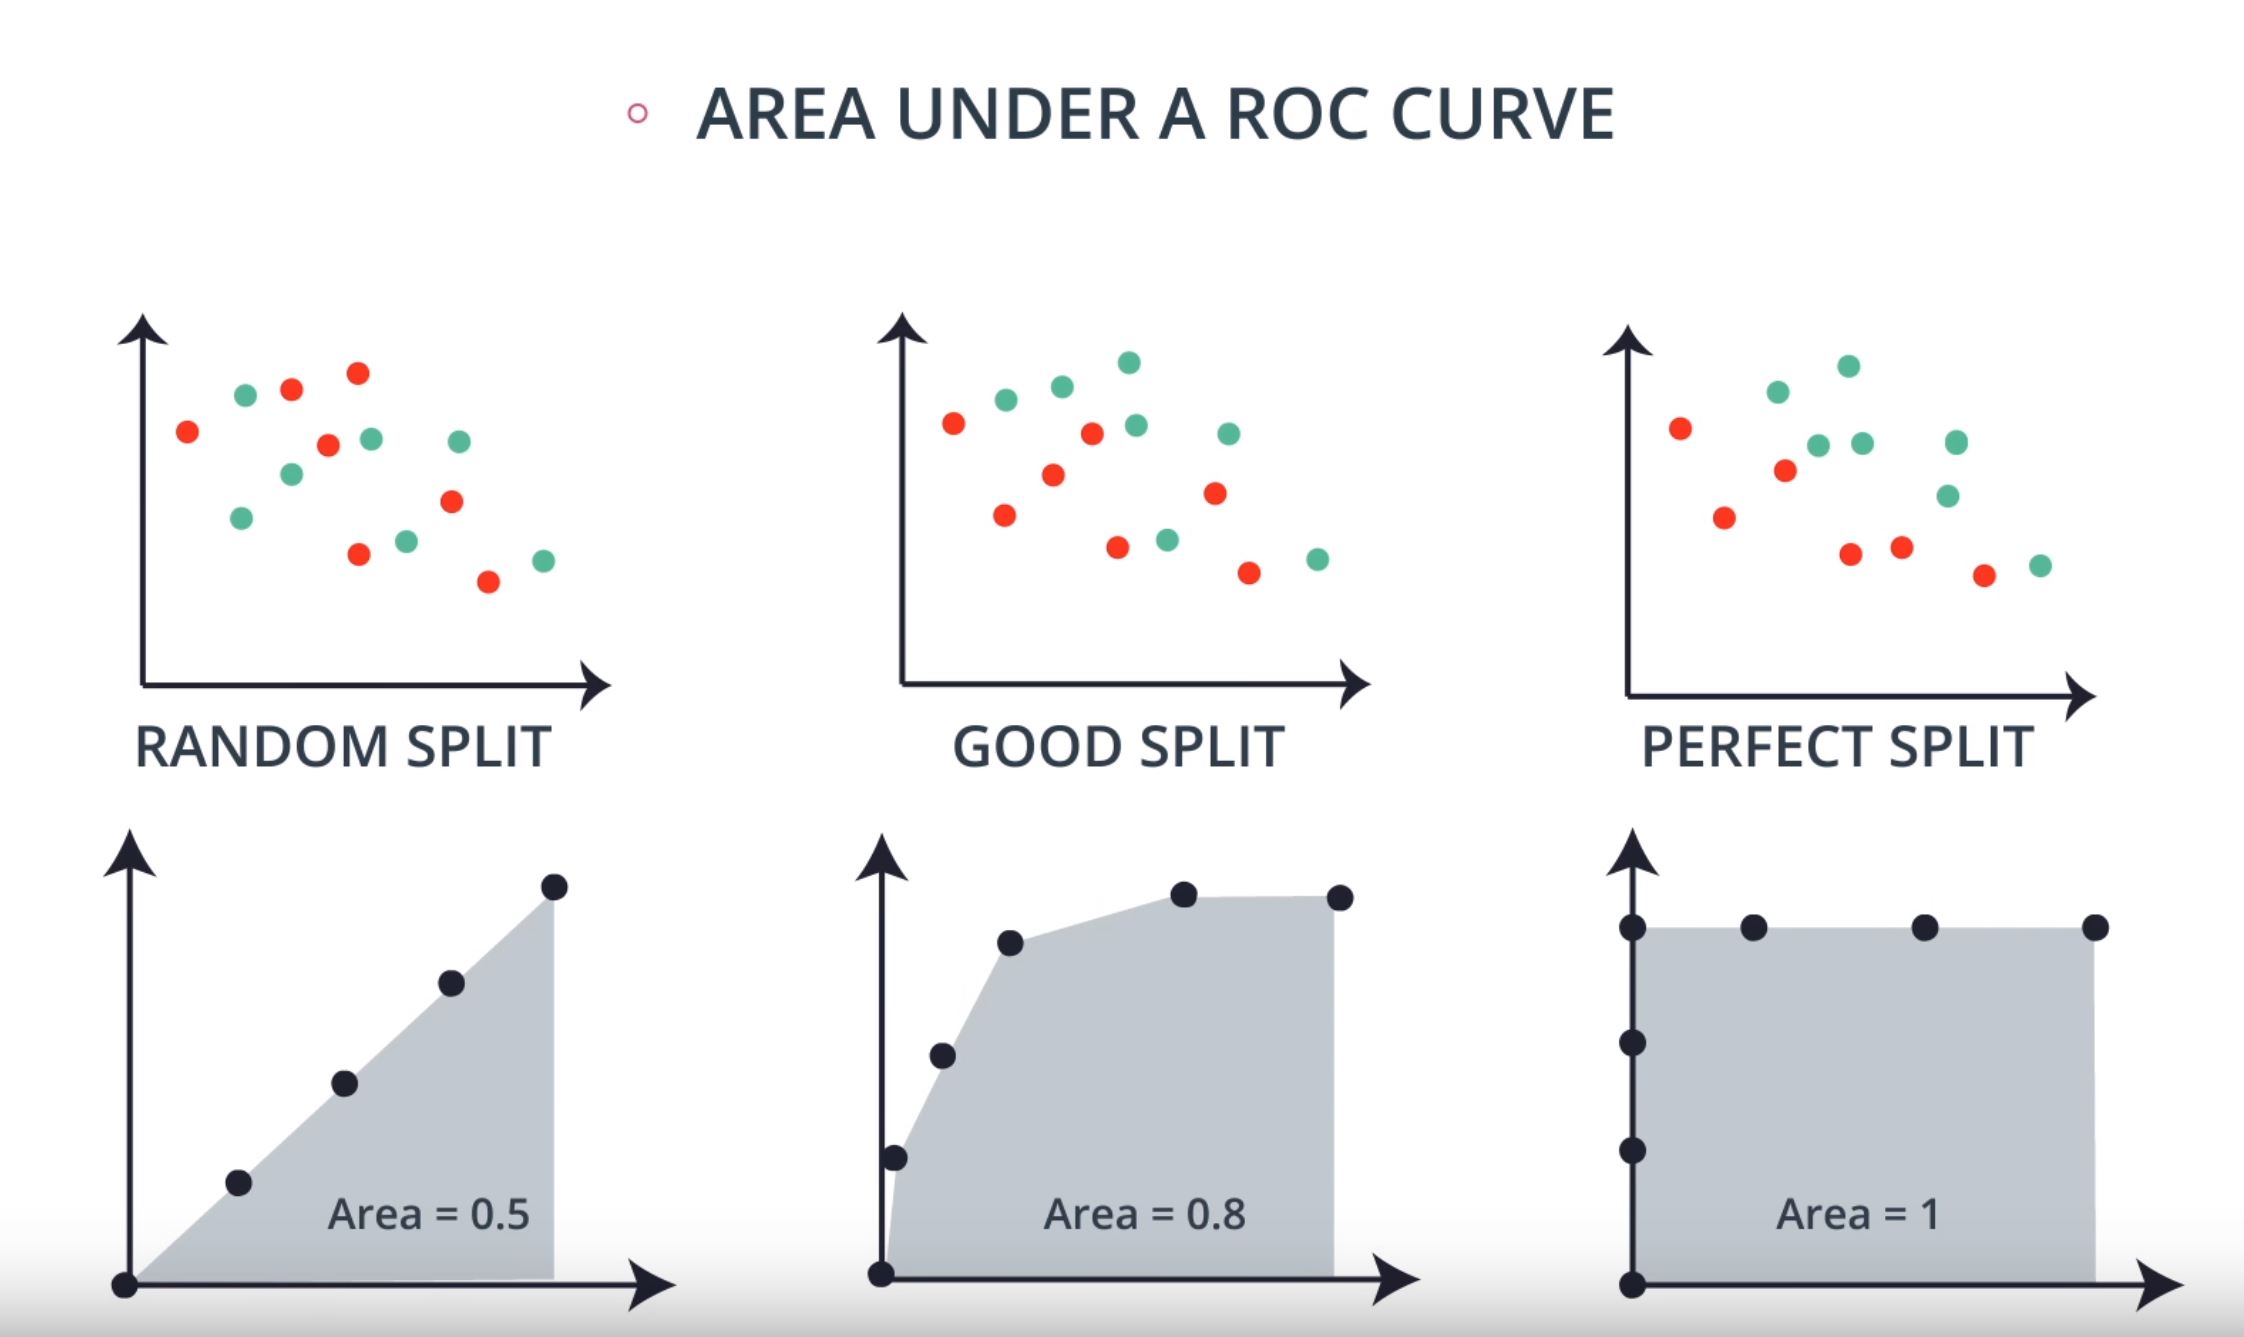 AREA UNDER A ROC CURVE
RANDOM SPLIT
GOOD SPLIT
PERFECT SPLIT
Area = 0.5
Area = 0.8
Area = 1